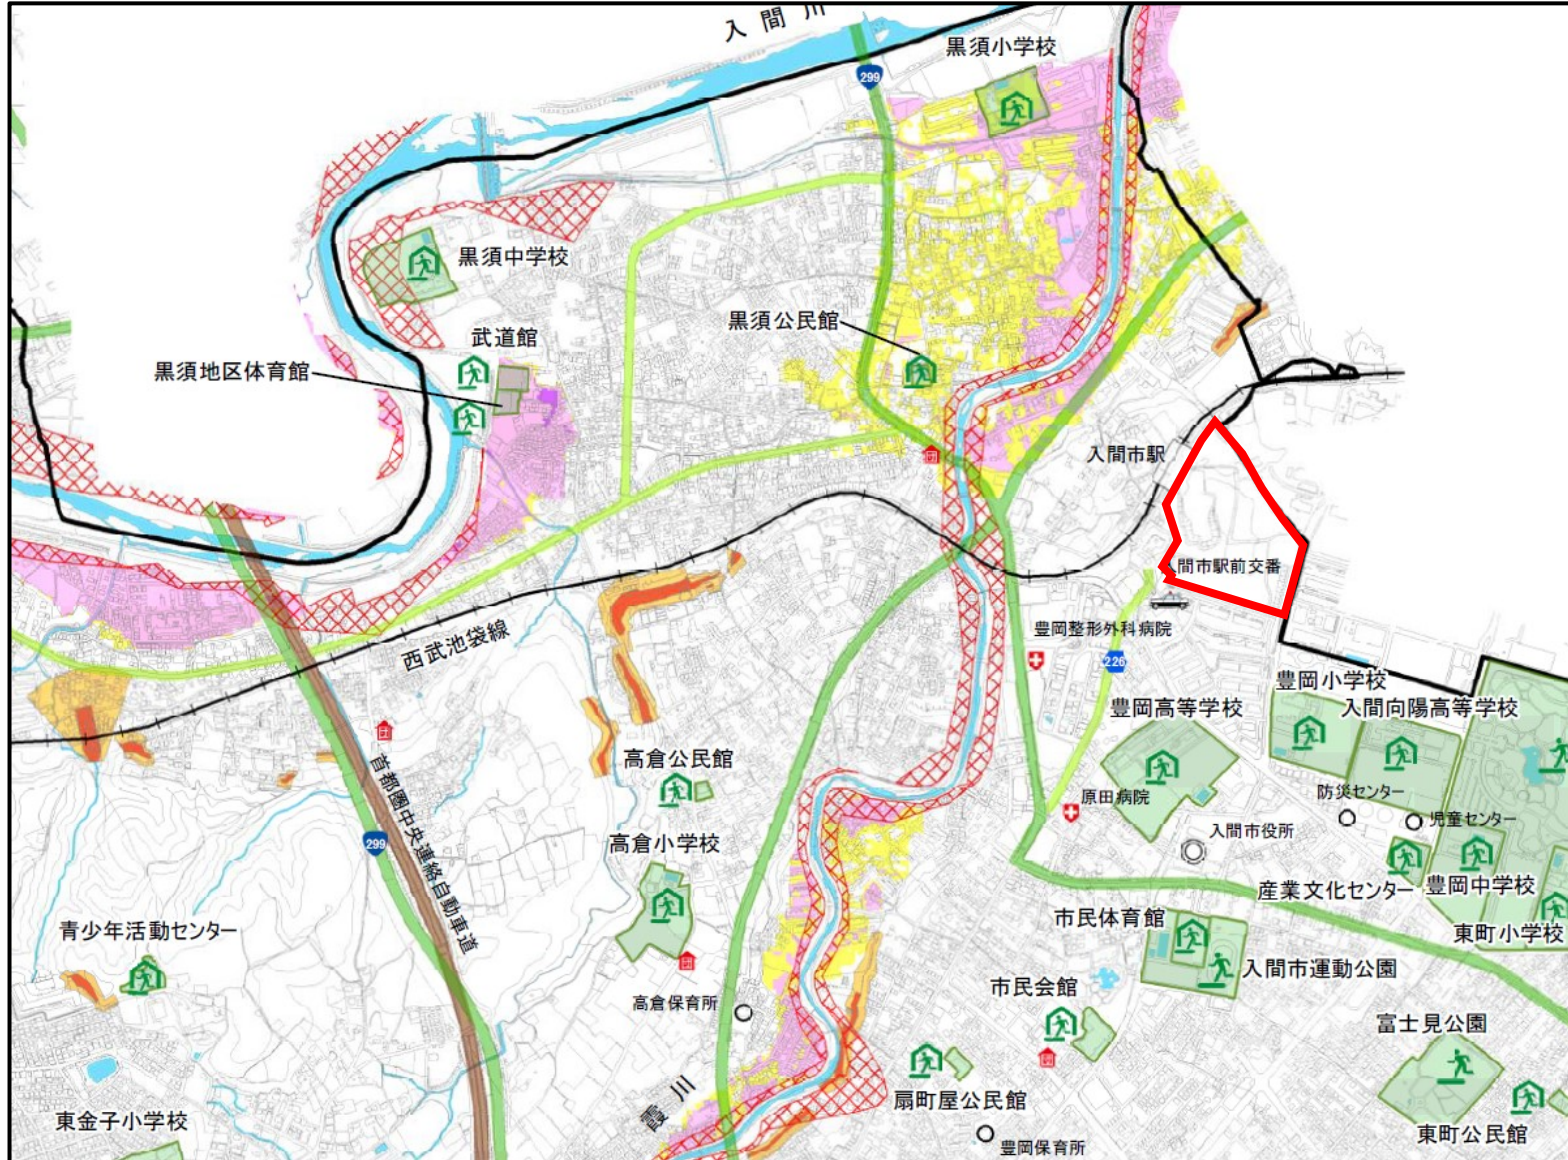 入間川
黒須小学校
299
黒須中学校
武道館
黒須公民館
黒須地区体育館
入間市駅
入間市駅前交番
西武池袋線
豊岡整形外科病院
226
豊岡小学校
豊岡高等学校
入間向陽高等学校
高倉公民館
原田病院
防災センター
児童センター
入間市役所
299
首都圏中央連絡自動車道
高倉小学校
産業文化センター
豊岡中学校
青少年活動センター
市民体育館
東町小学校
入間市運動公園
市民会館
高倉保育所
富士見公園
扇町屋公民館
霞川
東金子小学校
豊岡保育所
東町公民館